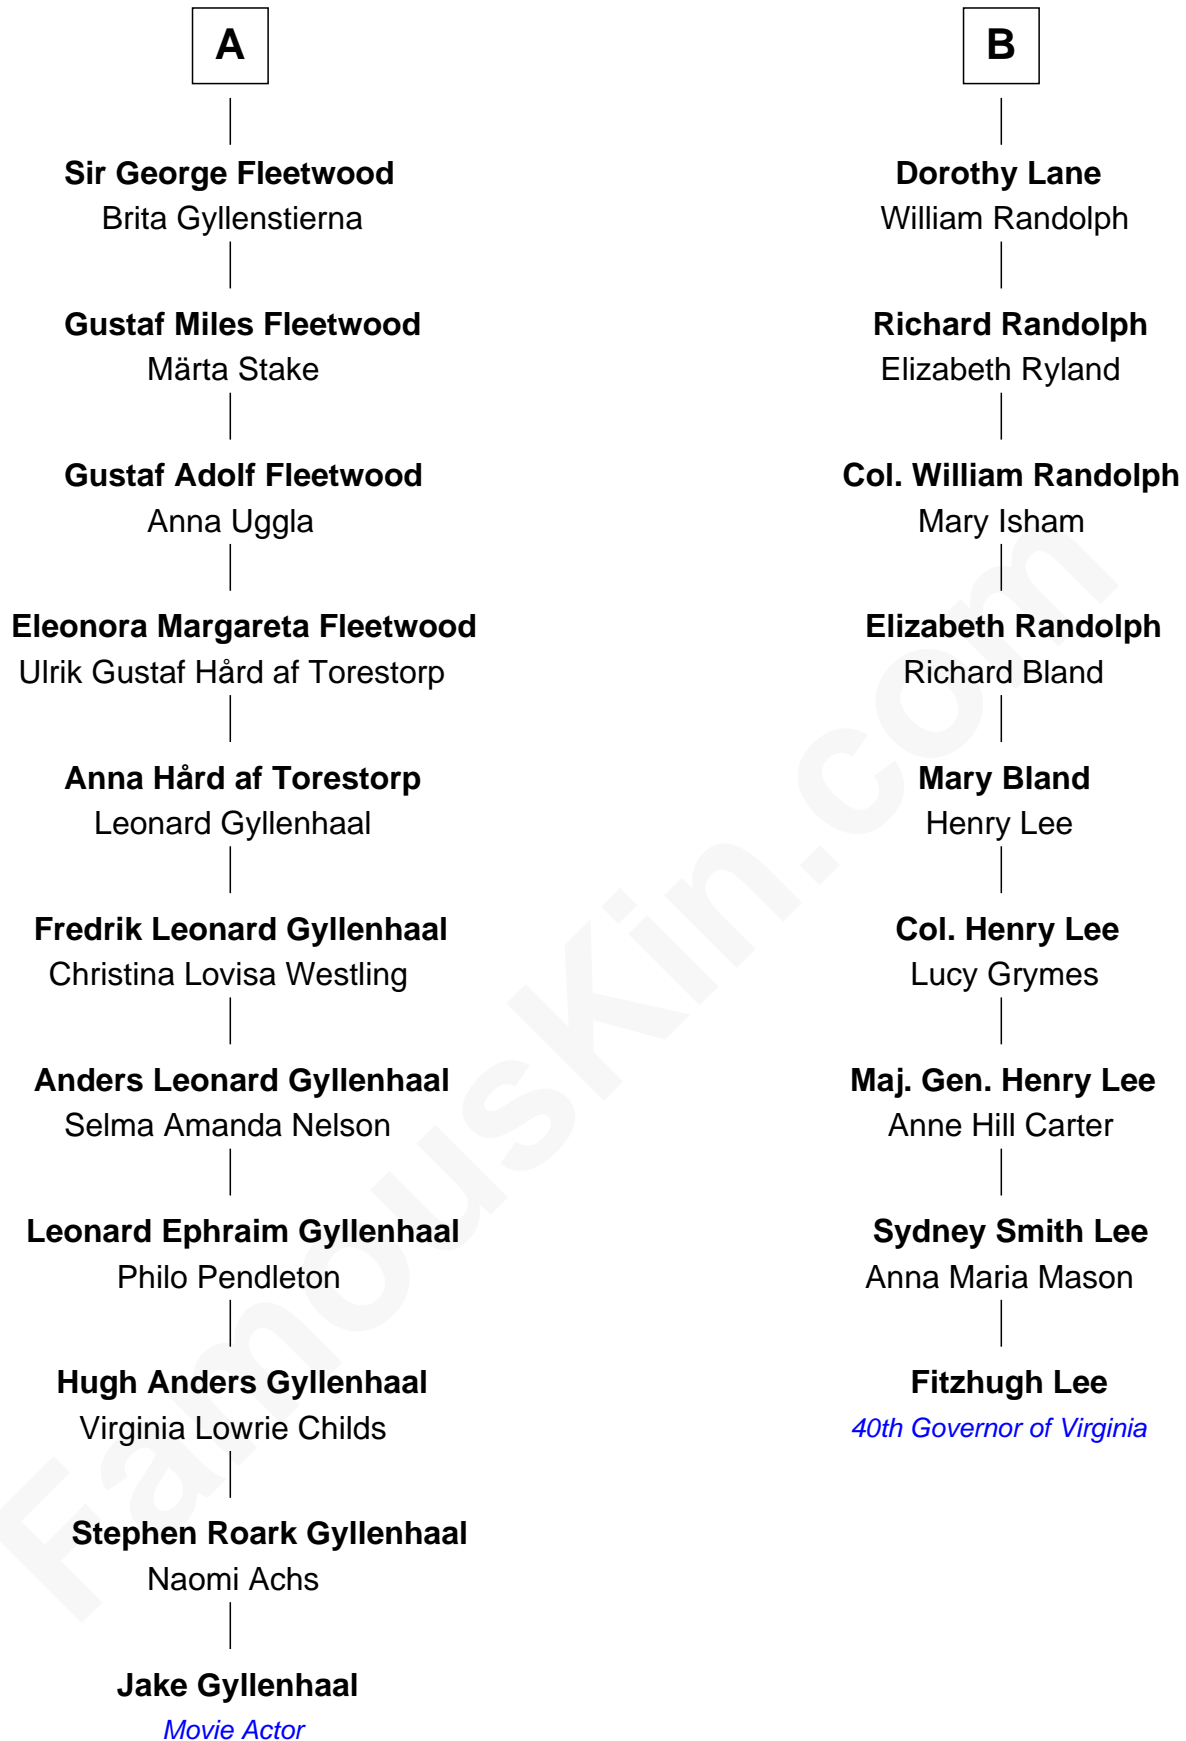 A
Sir George Fleetwood
Brita Gyllenstierna
Gustaf Miles Fleetwood
Märta Stake
Gustaf Adolf Fleetwood
Anna Uggla
Eleonora Margareta Fleetwood
Ulrik Gustaf Hård af Torestorp
Anna Hård af Torestorp
Leonard Gyllenhaal
Fredrik Leonard Gyllenhaal
Christina Lovisa Westling
Anders Leonard Gyllenhaal
Selma Amanda Nelson
Leonard Ephraim Gyllenhaal
Philo Pendleton
Hugh Anders Gyllenhaal
Virginia Lowrie Childs
Stephen Roark Gyllenhaal
Naomi Achs
Jake Gyllenhaal
Movie Actor
B
Dorothy Lane
William Randolph
Richard Randolph
Elizabeth Ryland
Col. William Randolph
Mary Isham
Elizabeth Randolph
Richard Bland
Mary Bland
Henry Lee
Col. Henry Lee
Lucy Grymes
Maj. Gen. Henry Lee
Anne Hill Carter
Sydney Smith Lee
Anna Maria Mason
Fitzhugh Lee
40th Governor of Virginia
FamousKin.com